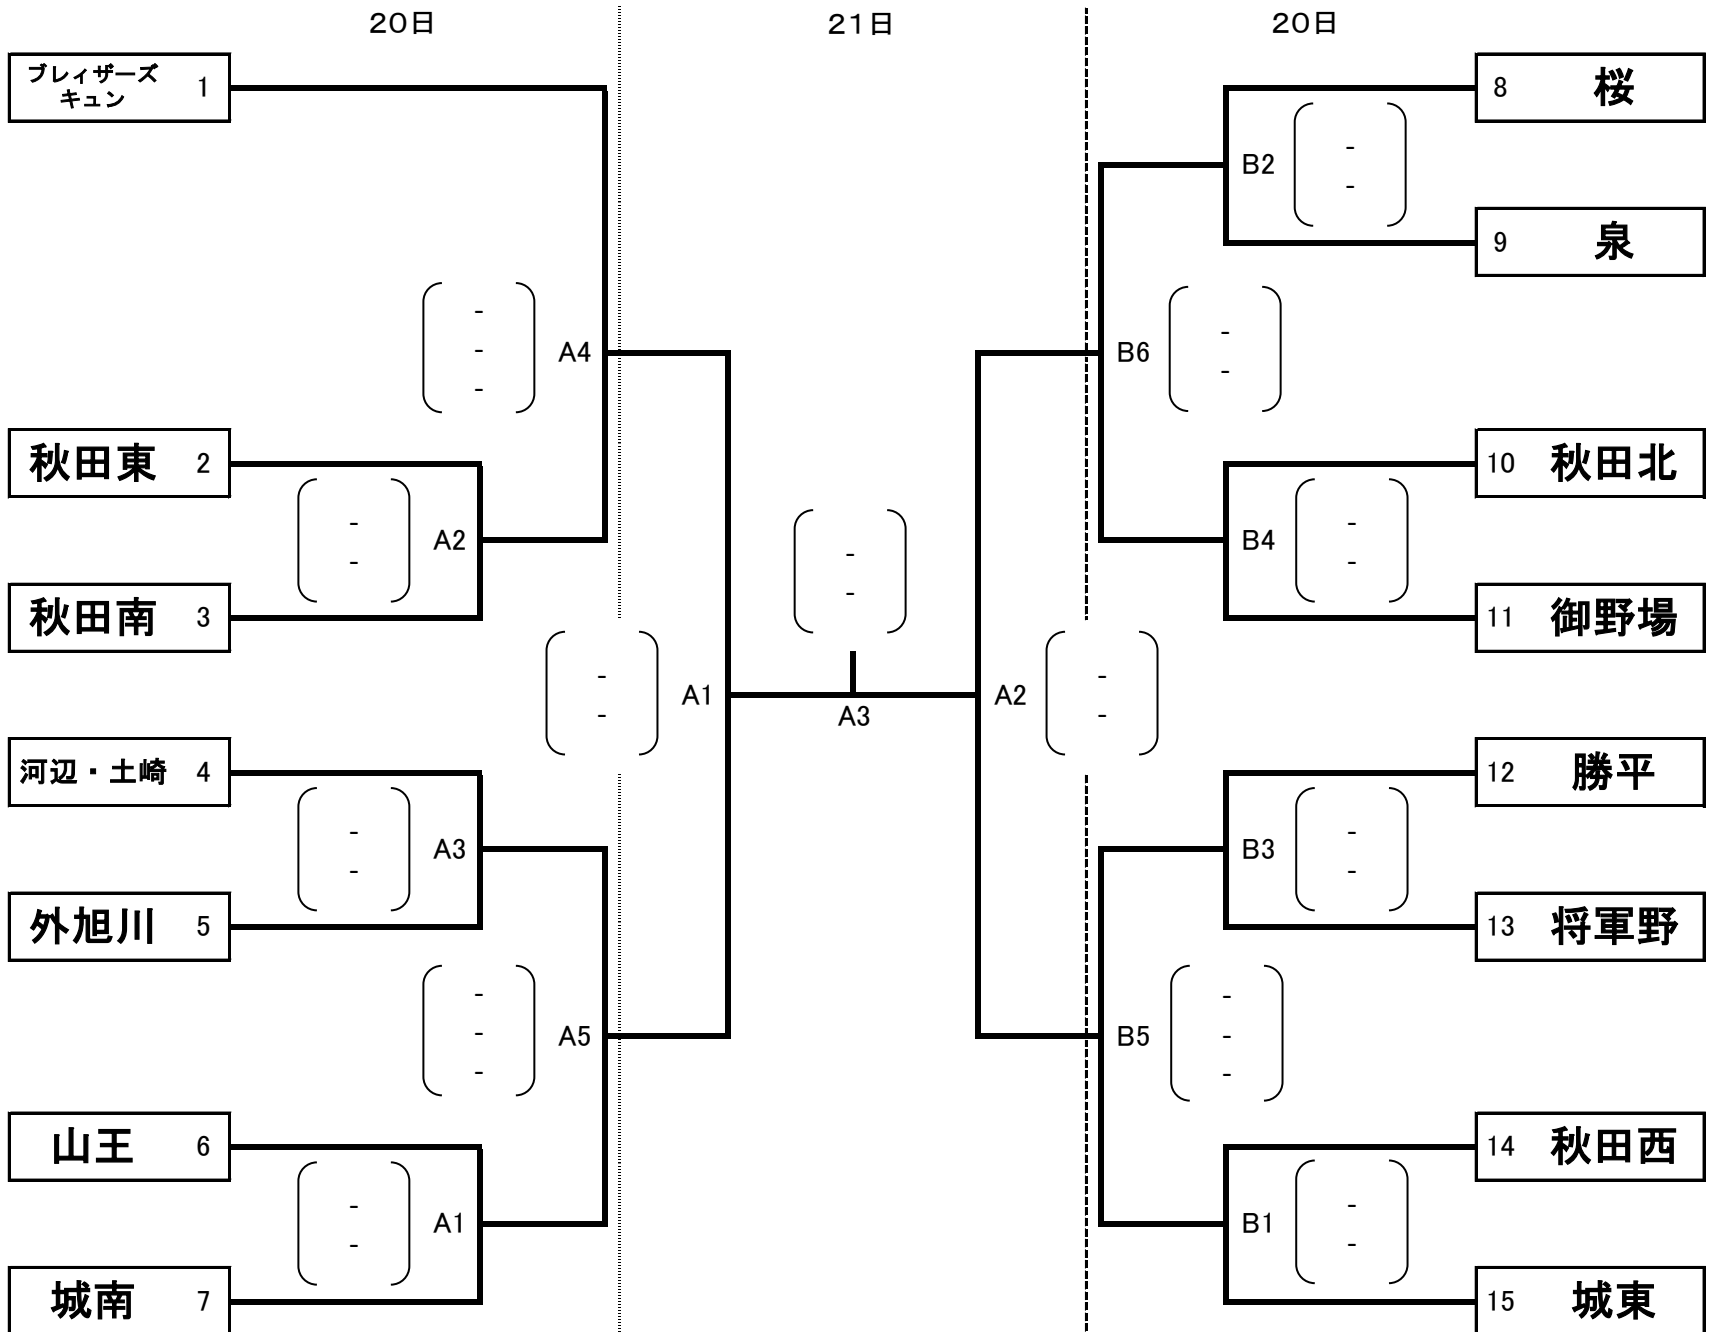 20日
21日
20日
ブレィザーズ
キュン
1
8
桜
B2
-
-
9
泉
-
-
-
A4
B6
-
-
秋田東
2
10
秋田北
-
-
A2
-
-
B4
-
-
秋田南
3
11
御野場
-
-
A1
A3
A2
-
-
河辺・土崎
4
12
勝平
-
-
A3
B3
-
-
外旭川
5
13
将軍野
-
-
-
A5
B5
-
-
-
山王
6
14
秋田西
-
-
A1
B1
-
-
城南
7
15
城東